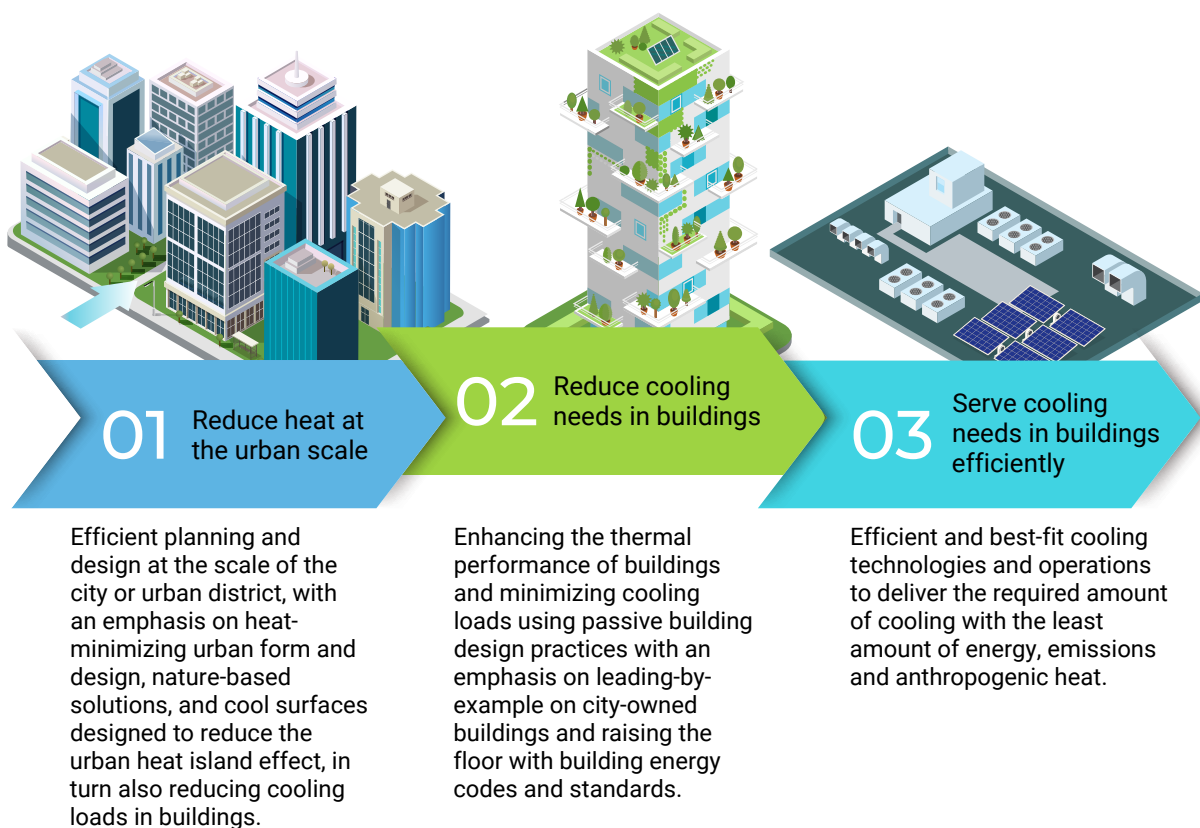 01
Reduce heat at
the urban scale
Efficient planning and
design at the scale of the
city or urban district, with
an emphasis on heat-
minimizing urban form and
design, nature-based
solutions, and cool surfaces
designed to reduce the
urban heat island effect, in
turn also reducing cooling
loads in buildings.
02
Reduce cooling
needs in buildings
Enhancing the thermal
performance of buildings
and minimizing cooling
loads using passive building
design practices with an
emphasis on leading-by-
example on city-owned
buildings and raising the
floor with building energy
codes and standards.
03
Serve cooling
needs in buildings
efficiently
Efficient and best-fit cooling
technologies and operations
to deliver the required amount
of cooling with the least
amount of energy, emissions
and anthropogenic heat.